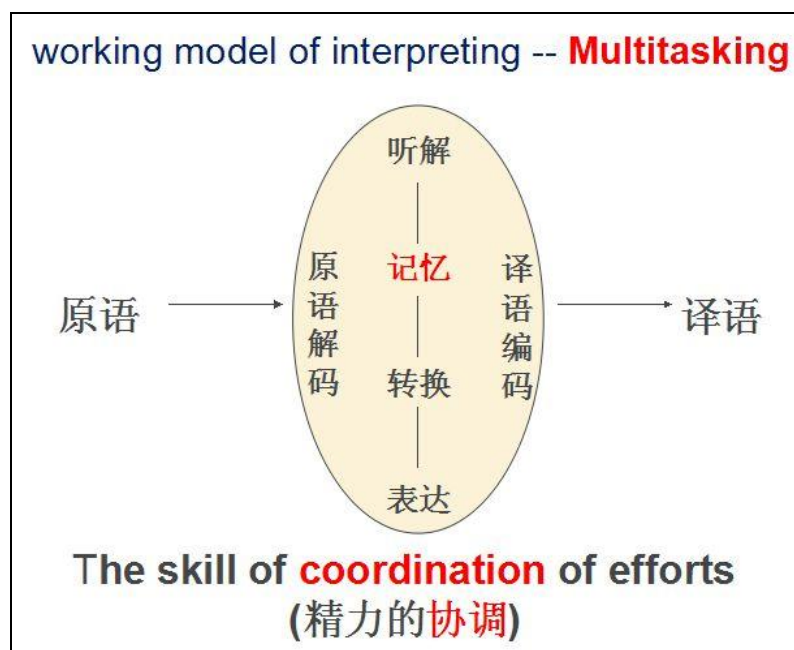 working model of interpreting -- Multitasking
听解
记忆
转换
表达
原语解码
译语编码
原语
译语
The skill of coordination of efforts
(精力的协调)